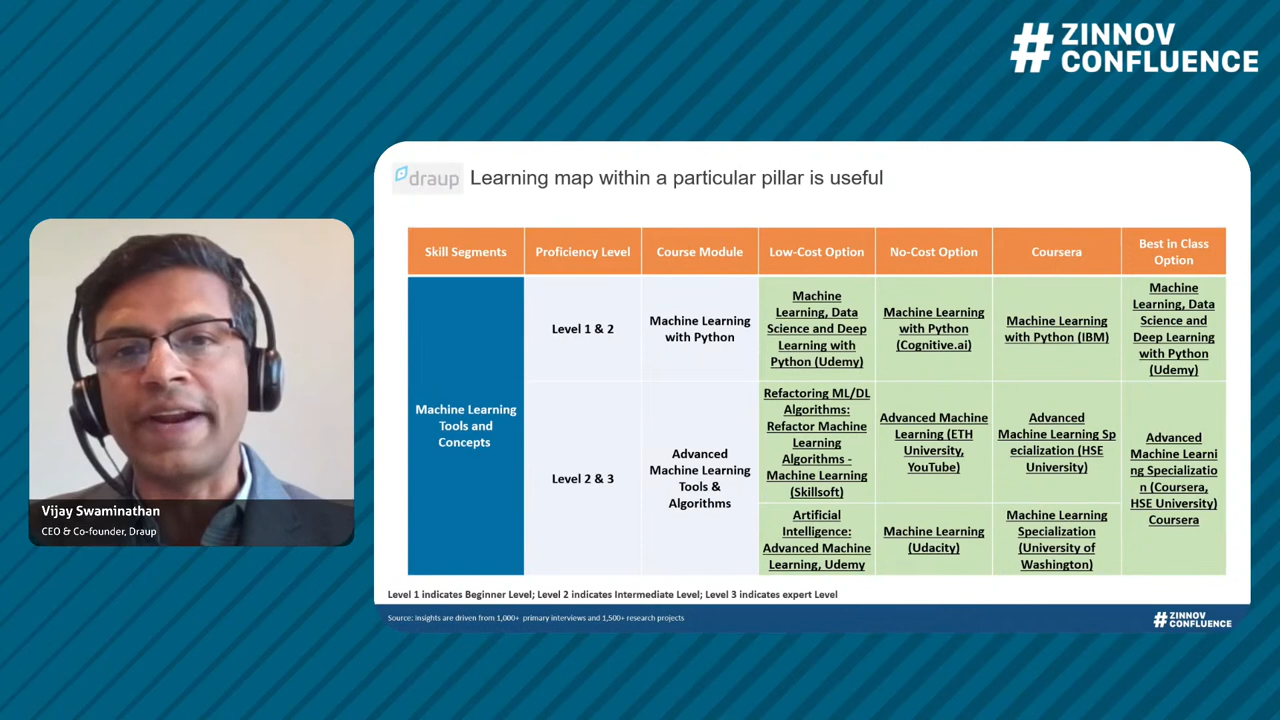 # ZINNOV
CONFLUENCE
draup
Learning map within a particular pillar is useful
Skill Segments
Proficiency Level
Course Module
Low-Cost Option
No-Cost Option
Coursera
Best in Class
Option
Machine Learning
Tools and
Concepts
Level 1 & 2
Machine Learning
with Python
Machine
Learning, Data
Science and Deep
Learning with
Python (Udemy)
Machine Learning
with Python
(Cognitive.ai)
Machine Learning
with Python (IBM)
Machine
Learning, Data
Science and
Deep Learning
with Python
(Udemy)
Level 2 & 3
Advanced
Machine Learning
Tools &
Algorithms
Refactoring ML/DL
Algorithms:
Refactor Machine
Learning
Algorithms -
Machine Learning
(Skillsoft)
Advanced Machine
Learning (ETH
University,
YouTube)
Advanced
Machine Learning Sp
ecialization (HSE
University)
Advanced
Machine Learni
ng Specializatio
n (Coursera,
HSE University)
Coursera
Artificial
Intelligence:
Advanced Machine
Learning, Udemy
Machine Learning
(Udacity)
Machine Learning
Specialization
(University of
Washington)
Level 1 indicates Beginner Level; Level 2 indicates Intermediate Level; Level 3 indicates expert Level
Source: Insights are driven from 1,000+ primary interviews and 1,500+ research projects
# ZINNOV
CONFLUENCE
Vijay Swaminathan
CEO & Co-founder, Draup